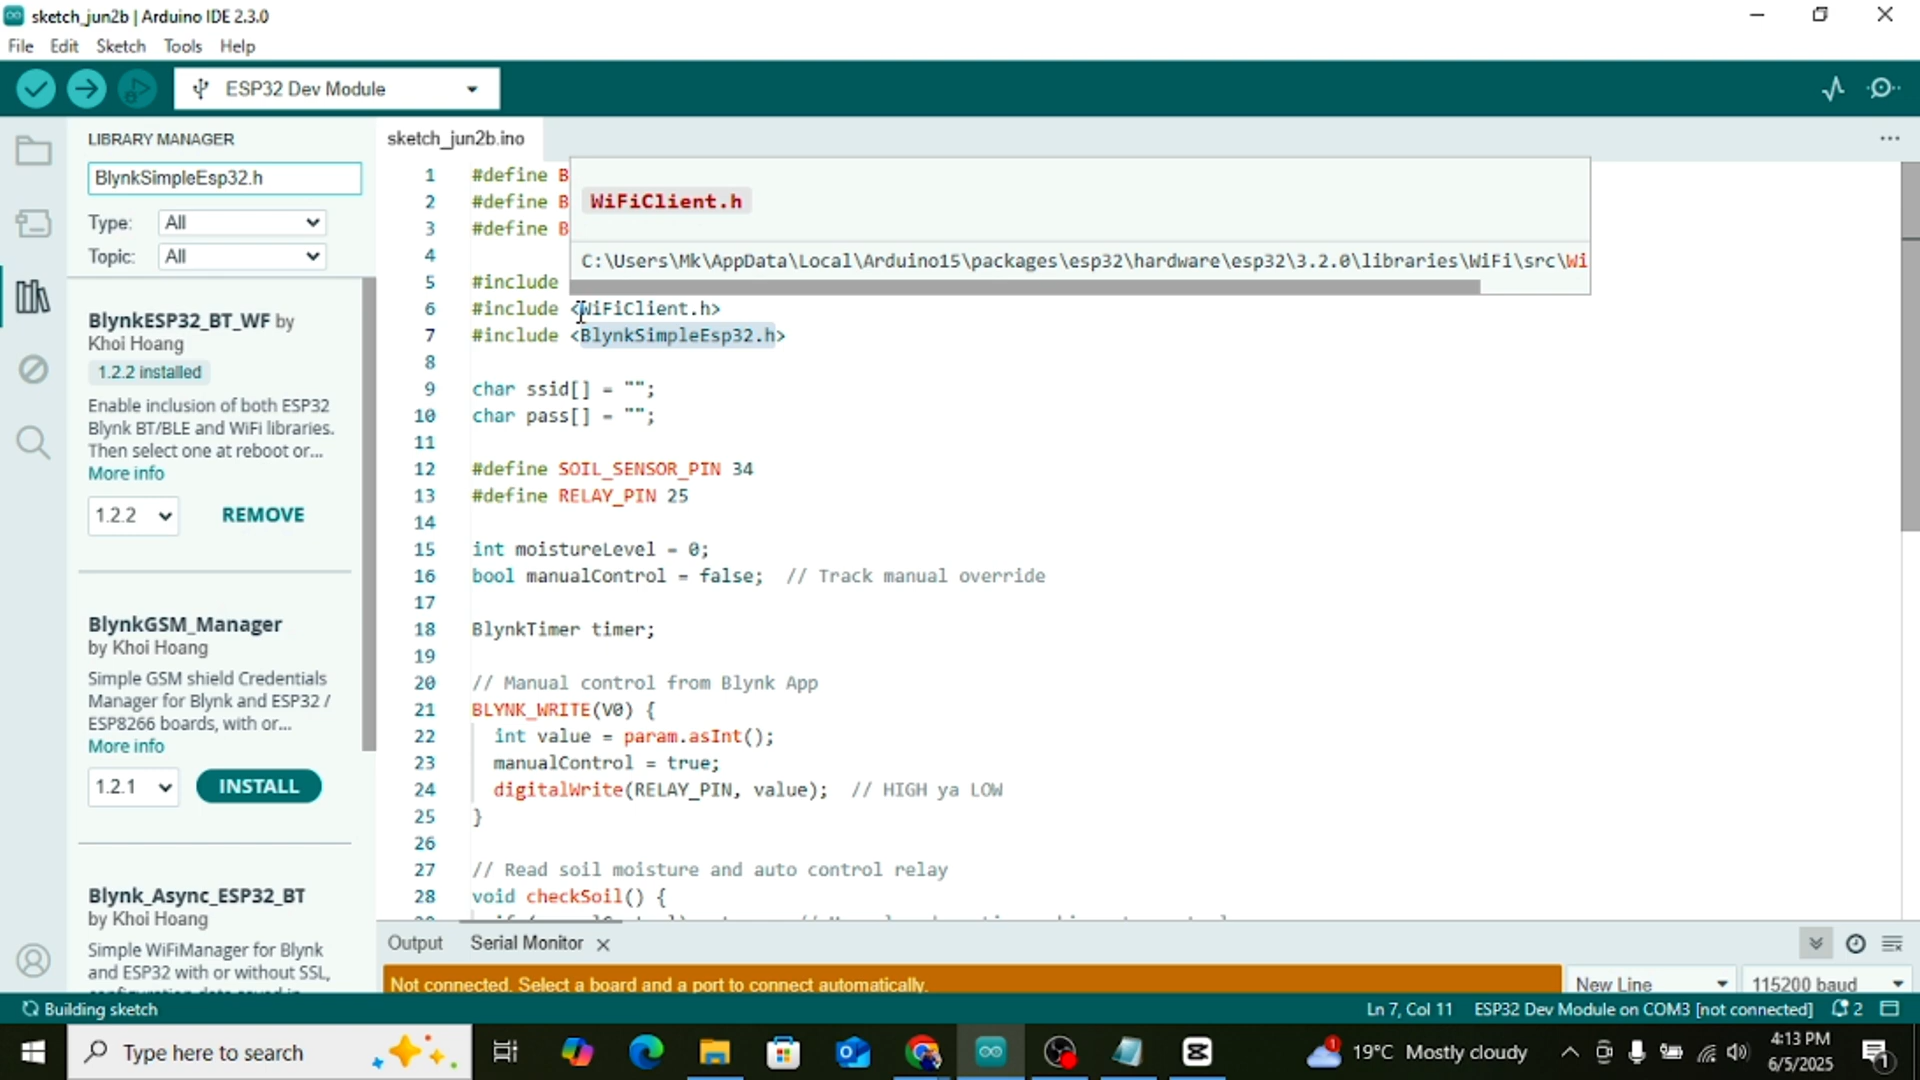 sketch_jun2b | Arduino IDE 2.3.0
File Edit Sketch Tools Help
ESP32 Dev Module
LIBRARY MANAGER
BlynkSimpleEsp32.h
Type: All
Topic: All
BlynkESP32_BT_WF by
Khoi Hoang
1.2.2 installed
Enable inclusion of both ESP32
Blynk BT/BLE and WiFi libraries.
Then select one at reboot or...
More info
1.2.2 REMOVE
BlynkGSM_Manager
by Khoi Hoang
Simple GSM shield Credentials
Manager for Blynk and ESP32 /
ESP8266 boards, with or...
More info
1.2.1 INSTALL
Blynk_Async_ESP32_BT
by Khoi Hoang
Simple WiFiManager for Blynk
and ESP32 with or without SSL,
sketch_jun2b.ino
1 #define B
2 #define B
3 #define B
WiFiClient.h
C:\Users\Mk\AppData\Local\Arduino15\packages\esp32\hardware\esp32\3.2.0\libraries\WiFi\src\Wi
4
5 #include
6 #include <WiFiClient.h>
7 #include <BlynkSimpleEsp32.h>
8
9 char ssid[] = "";
10 char pass[] = "";
11
12 #define SOIL_SENSOR_PIN 34
13 #define RELAY_PIN 25
14
15 int moistureLevel = 0;
16 bool manualControl = false; // Track manual override
17
18 BlynkTimer timer;
19
20 // Manual control from Blynk App
21 BLYNK_WRITE(V0) {
22 int value = param.asInt();
23 manualControl = true;
24 digitalWrite(RELAY_PIN, value); // HIGH ya LOW
25 }
26
27 // Read soil moisture and auto control relay
28 void checkSoil() {
Output Serial Monitor
Not connected. Select a board and a port to connect automatically.
New Line 115200 baud
Building sketch
Ln 7, Col 11 ESP32 Dev Module on COM3 [not connected] 2
Type here to search
19°C Mostly cloudy
4:13 PM
6/5/2025
1